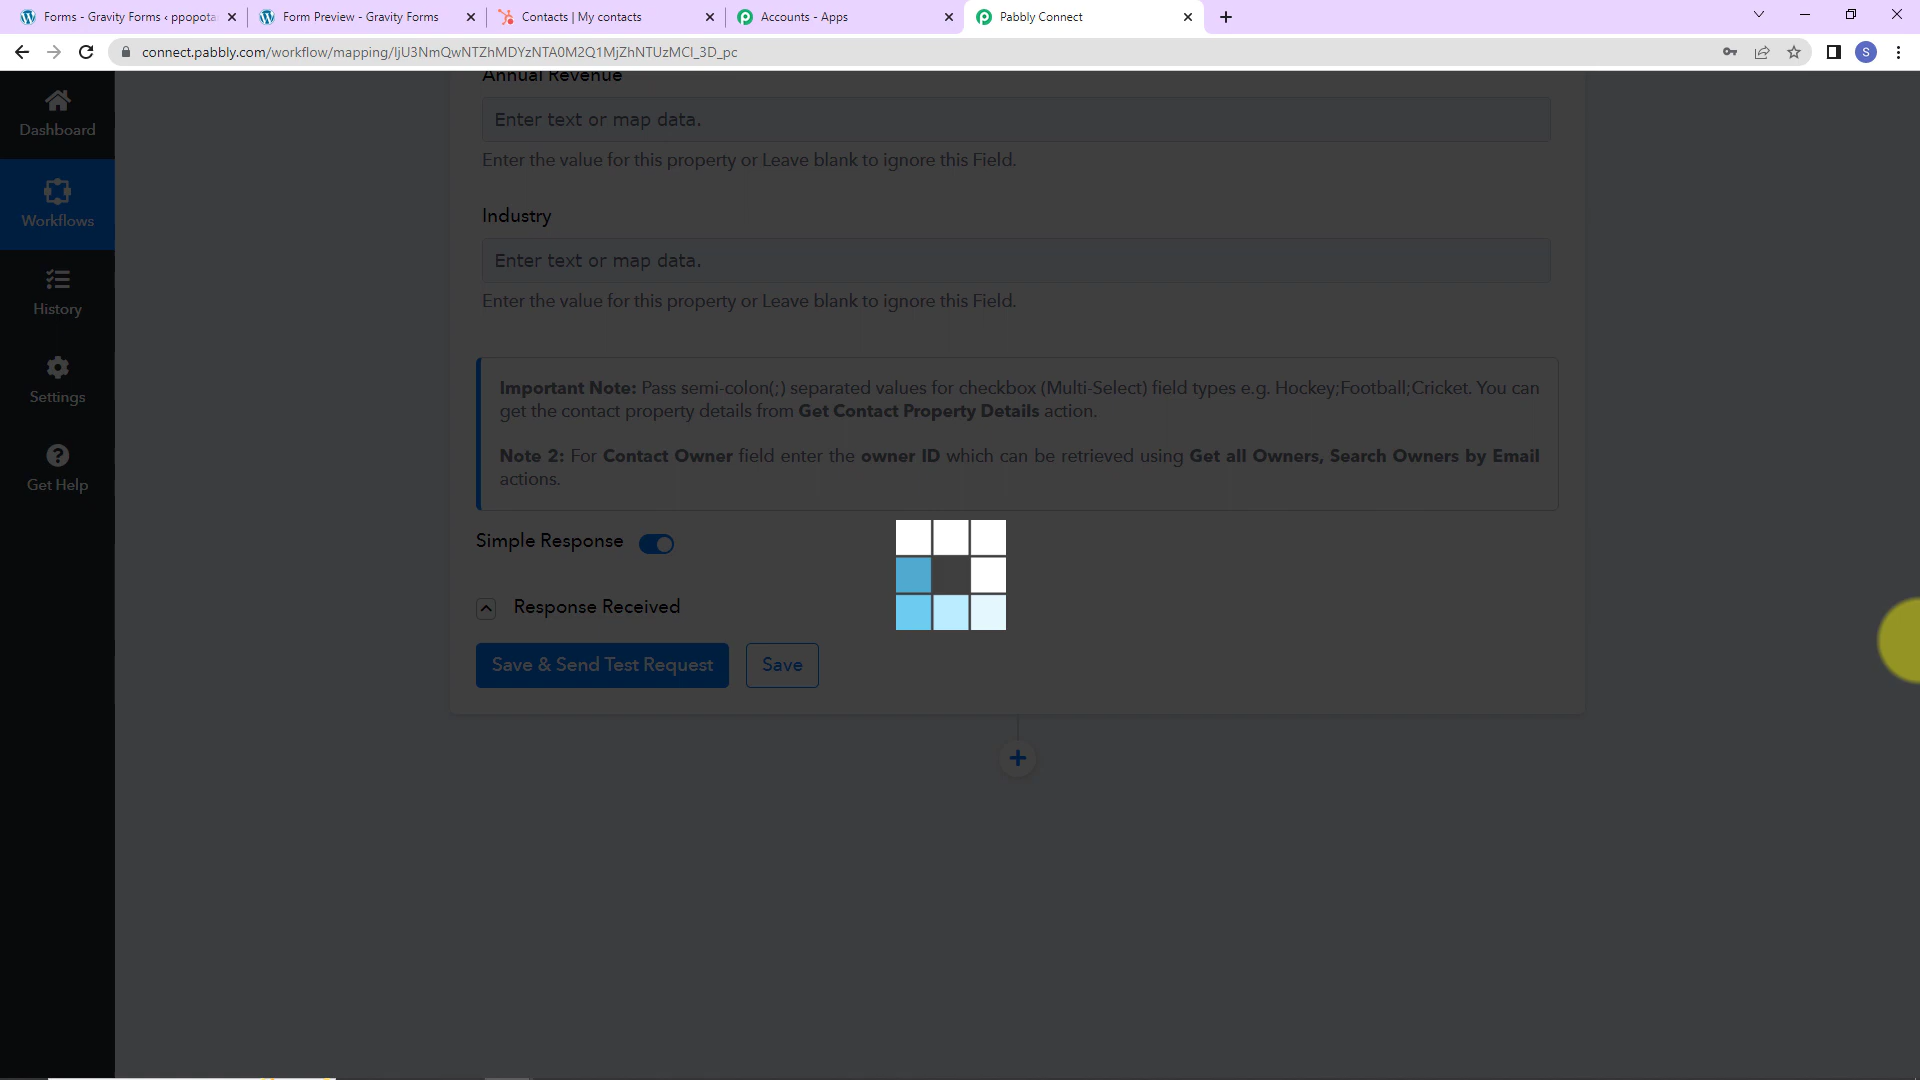 Forms - Gravity Forms ‹ ppopota
Form Preview - Gravity Forms
Contacts | My contacts
Accounts - Apps
Pabbly Connect
connect.pabbly.com/workflow/mapping/IjU3NmQwNTZhMDYzNTA0M2Q1MjZhNTUzMCI_3D_pc
S
Annual Revenue
Enter text or map data.
Enter the value for this property or Leave blank to ignore this Field.
Industry
Enter text or map data.
Enter the value for this property or Leave blank to ignore this Field.
Important Note: Pass semi-colon(;) separated values for checkbox (Multi-Select) field types e.g. Hockey;Football;Cricket. You can
get the contact property details from Get Contact Property Details action.
Note 2: For Contact Owner field enter the owner ID which can be retrieved using Get all Owners, Search Owners by Email
actions.
Simple Response
Response Received
Save & Send Test Request
Save
Dashboard
Workflows
History
Settings
Get Help